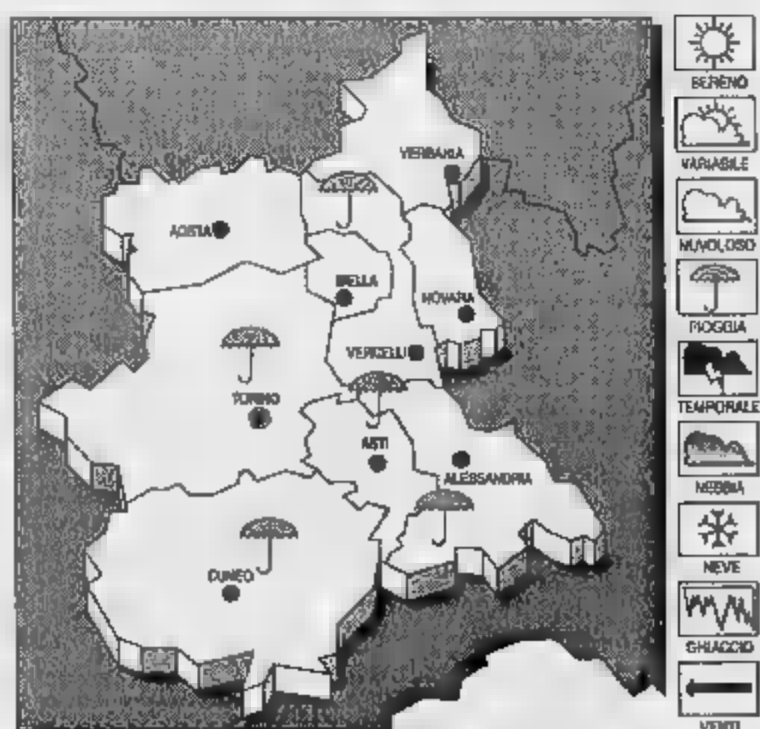 SERENO
VARIABILE
NUVOLOSO
PIOGGIA
TEMPORALE
NEBBIA
NEVE
GHIACCIO
VENTI
VERBANIA
AOSTA
BIELLA
NOVARA
VERCELLI
TORINO
ASTI
ALESSANDRIA
CUNEO